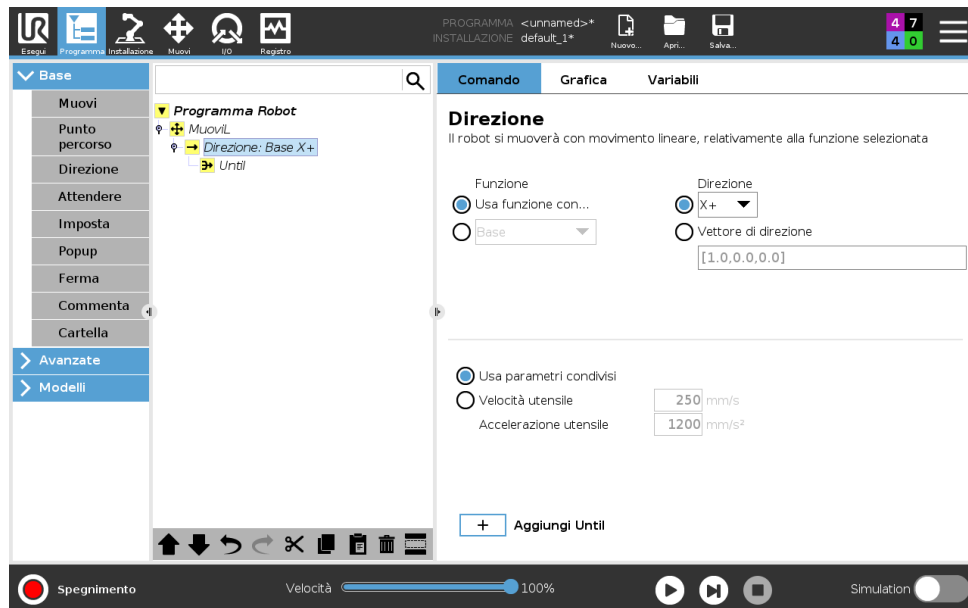 PROGRAMMA <unnamed>*
INSTALLAZIONE default_1*
Esegui Programma Installazione Muovi I/O Registro
Nuovo... Apri... Salva...
4 7
4 0
Base
Muovi
Punto
percorso
Direzione
Attendere
Imposta
Popup
Ferma
Commenta
Cartella
Avanzate
Modelli
Programma Robot
MuoviL
Direzione: Base X+
Until
Comando Grafica Variabili
Direzione
Il robot si muoverà con movimento lineare, relativamente alla funzione selezionata
Funzione Direzione
Usa funzione con... X+
Base Vettore di direzione
[1.0,0.0,0.0]
Usa parametri condivisi
Velocità utensile 250 mm/s
Accelerazione utensile 1200 mm/s²
+ Aggiungi Until
Spegnimento Velocità 100% Simulation